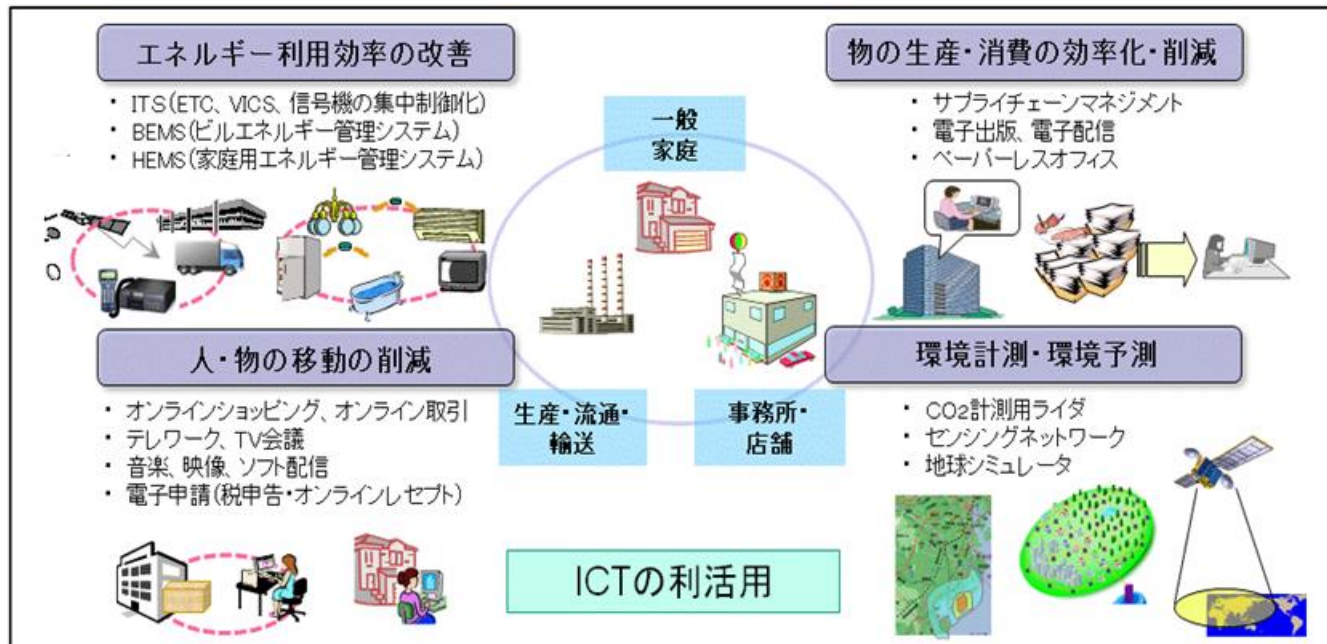 エネルギー利用効率の改善
・ ITS(ETC、VICS、信号機の集中制御化)
・ BEMS(ビルエネルギー管理システム)
・ HEMS(家庭用エネルギー管理システム)
一般
家庭
物の生産・消費の効率化・削減
・ サプライチェーンマネジメント
・ 電子出版、電子配信
・ ペーパーレスオフィス
人・物の移動の削減
・ オンラインショッピング、オンライン取引
・ テレワーク、TV会議
・ 音楽、映像、ソフト配信
・ 電子申請(税申告・オンラインレセプト)
生産・流通・
輸送
事務所・
店舗
環境計測・環境予測
・ CO2計測用ライダ
・ センシングネットワーク
・ 地球シミュレータ
ICTの利活用